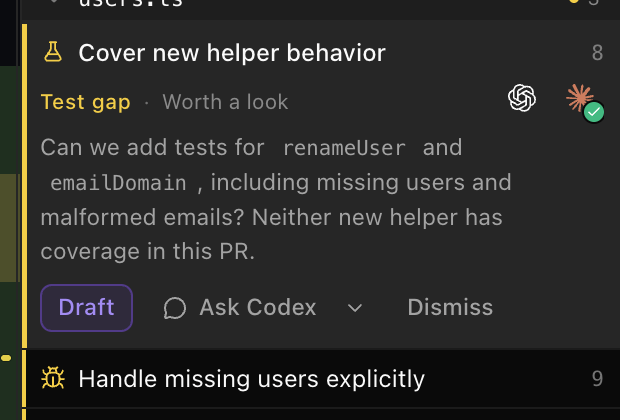 users.ts
3
Cover new helper behavior 8
Test gap · Worth a look
Can we add tests for renameUser and
emailDomain , including missing users and
malformed emails? Neither new helper has
coverage in this PR.
Draft Ask Codex Dismiss
Handle missing users explicitly 9